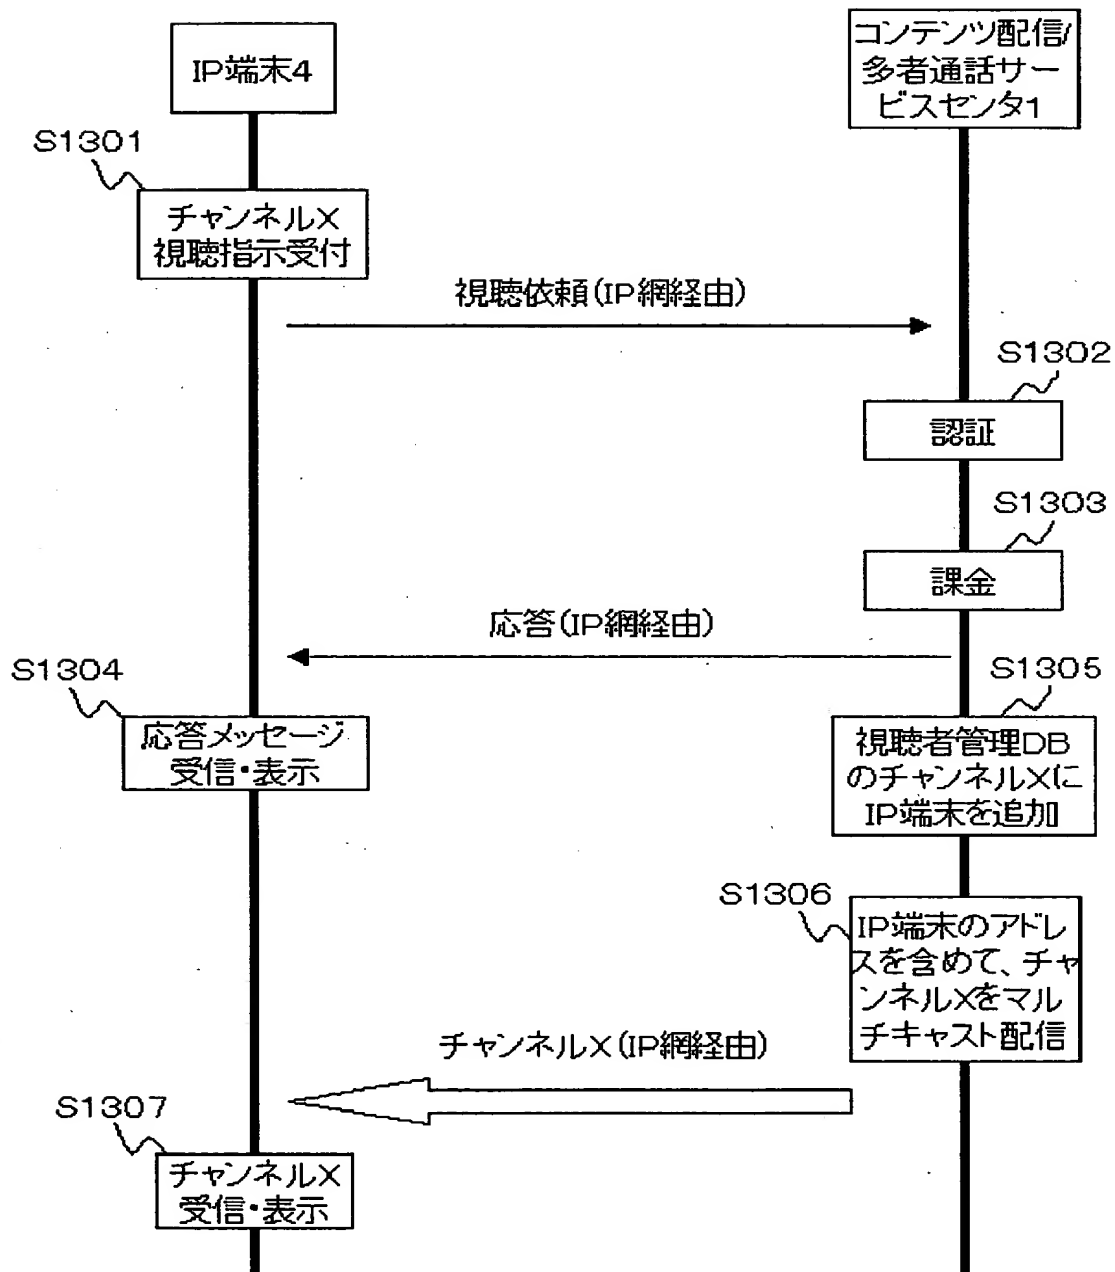 IP端末4
コンテンツ配信/
多者通話サー
ビスセンタ1
S1301
チャンネルX
視聴指示受付
視聴依頼(IP網経由)
S1302
認証
S1303
課金
応答(IP網経由)
S1304
応答メッセージ
受信・表示
S1305
視聴者管理DB
のチャンネルXに
IP端末を追加
S1306
IP端末のアドレ
スを含めて、チャ
ンネルXをマル
チキャスト配信
チャンネルX(IP網経由)
S1307
チャンネルX
受信・表示